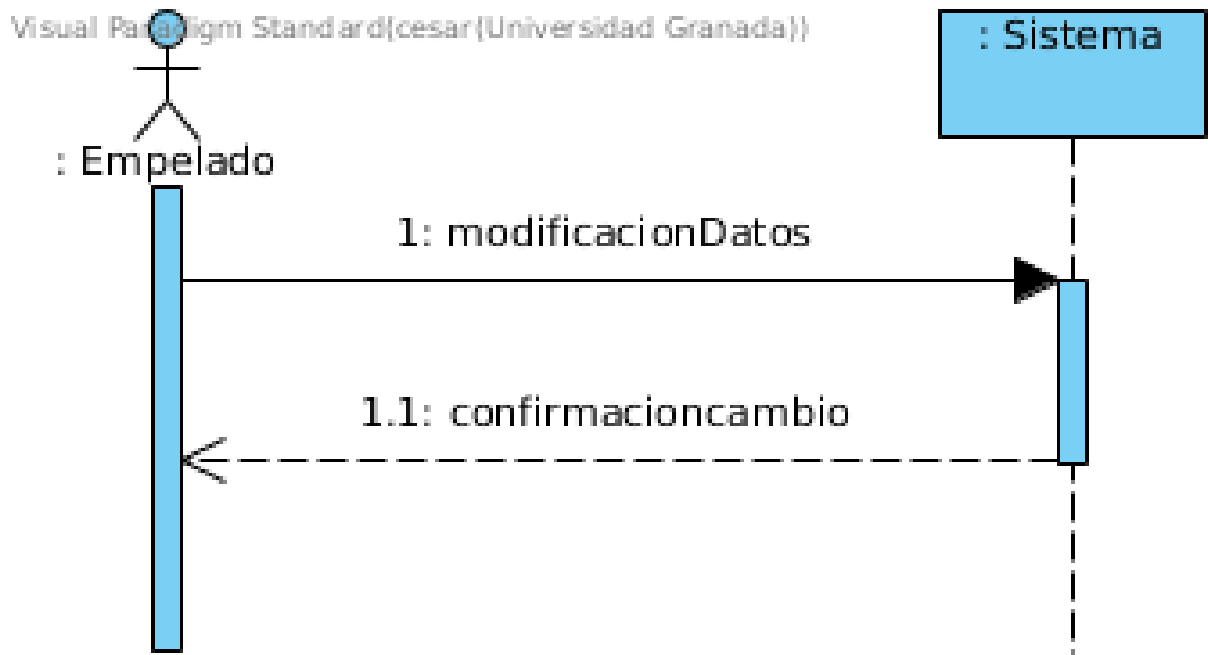 Visual Paradigm Standard(cesar(Universidad Granada))
: Sistema
: Empelado
1: modificacionDatos
1.1: confirmacioncambio